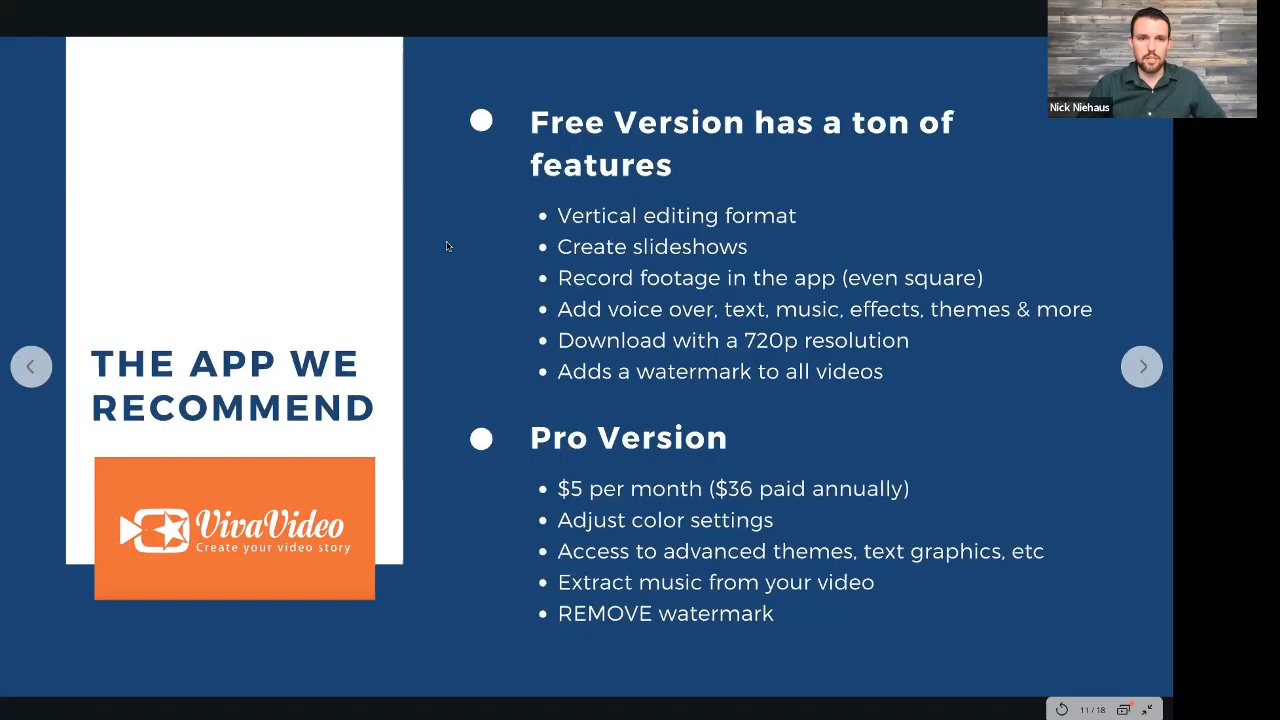 Nick Niehaus
Free Version has a ton of
features
Vertical editing format
Create slideshows
Record footage in the app (even square)
Add voice over, text, music, effects, themes & more
Download with a 720p resolution
Adds a watermark to all videos
THE APP WE
RECOMMEND
VivaVideo
Create your video story
Pro Version
$5 per month ($36 paid annually)
Adjust color settings
Access to advanced themes, text graphics, etc
Extract music from your video
REMOVE watermark
11 / 18